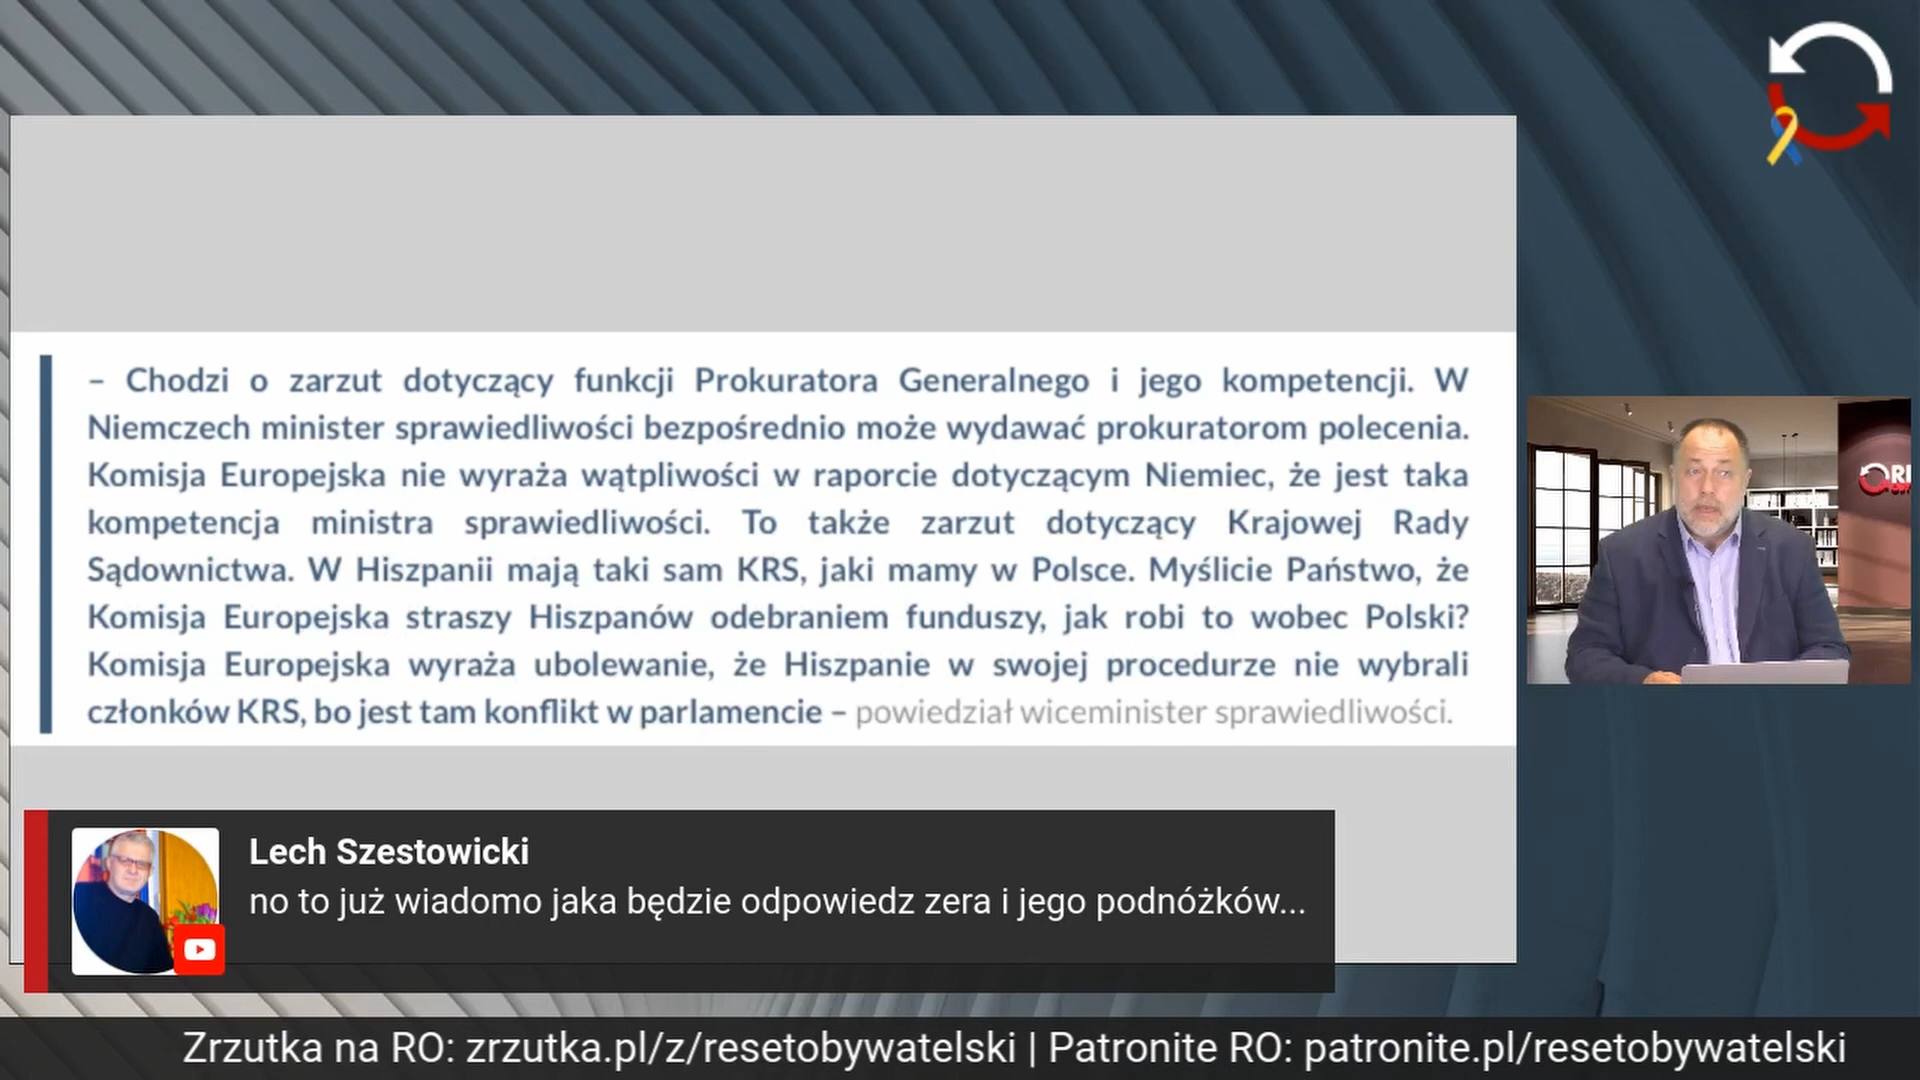 – Chodzi o zarzut dotyczący funkcji Prokuratora Generalnego i jego kompetencji. W
Niemczech minister sprawiedliwości bezpośrednio może wydawać prokuratorom polecenia.
Komisja Europejska nie wyraża wątpliwości w raporcie dotyczącym Niemiec, że jest taka
kompetencja ministra sprawiedliwości. To także zarzut dotyczący Krajowej Rady
Sądownictwa. W Hiszpanii mają taki sam KRS, jaki mamy w Polsce. Myślicie Państwo, że
Komisja Europejska straszy Hiszpanów odebraniem funduszy, jak robi to wobec Polski?
Komisja Europejska wyraża ubolewanie, że Hiszpanie w swojej procedurze nie wybrali
członków KRS, bo jest tam konflikt w parlamencie – powiedział wiceminister sprawiedliwości.
Lech Szestowicki
no to już wiadomo jaka będzie odpowiedz zera i jego podnóżków...
Zrzutka na RO: zrzutka.pl/z/resetobywatelski | Patronite RO: patronite.pl/resetobywatelski